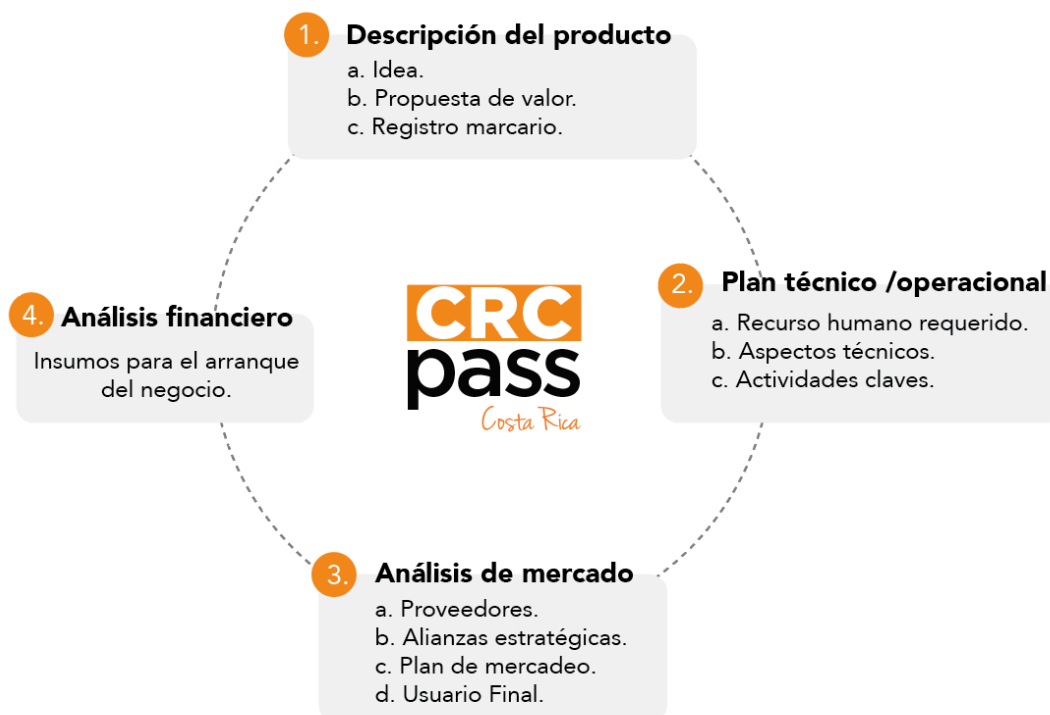 1. Descripción del producto
a. Idea.
b. Propuesta de valor.
c. Registro marcario.
2. Plan técnico /operacional
a. Recurso humano requerido.
b. Aspectos técnicos.
c. Actividades claves.
4. Análisis financiero
Insumos para el arranque
del negocio.
CRC
pass
Costa Rica
3. Análisis de mercado
a. Proveedores.
b. Alianzas estratégicas.
c. Plan de mercadeo.
d. Usuario Final.